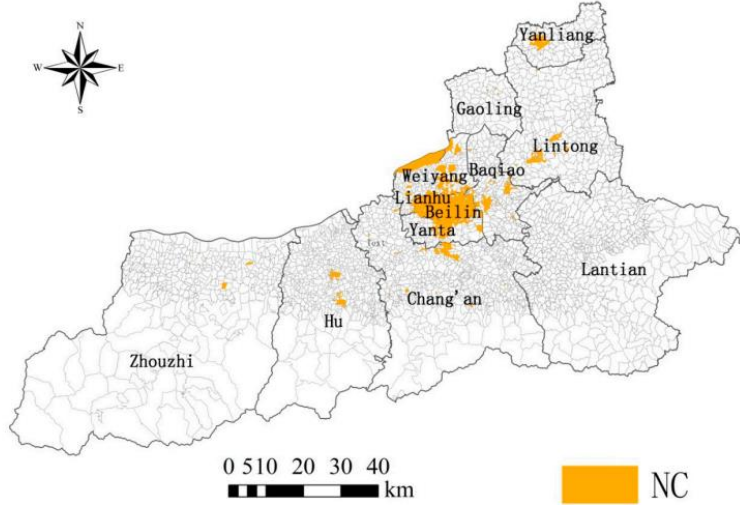 N
W
E
S
Yanliang
Gaoling
Lintong
Baqiao
Weiyang
Lianhu
Beilin
Yanta
Text
Lantian
Chang'an
Hu
Zhouzhi
0 510 20 30 40
km
NC